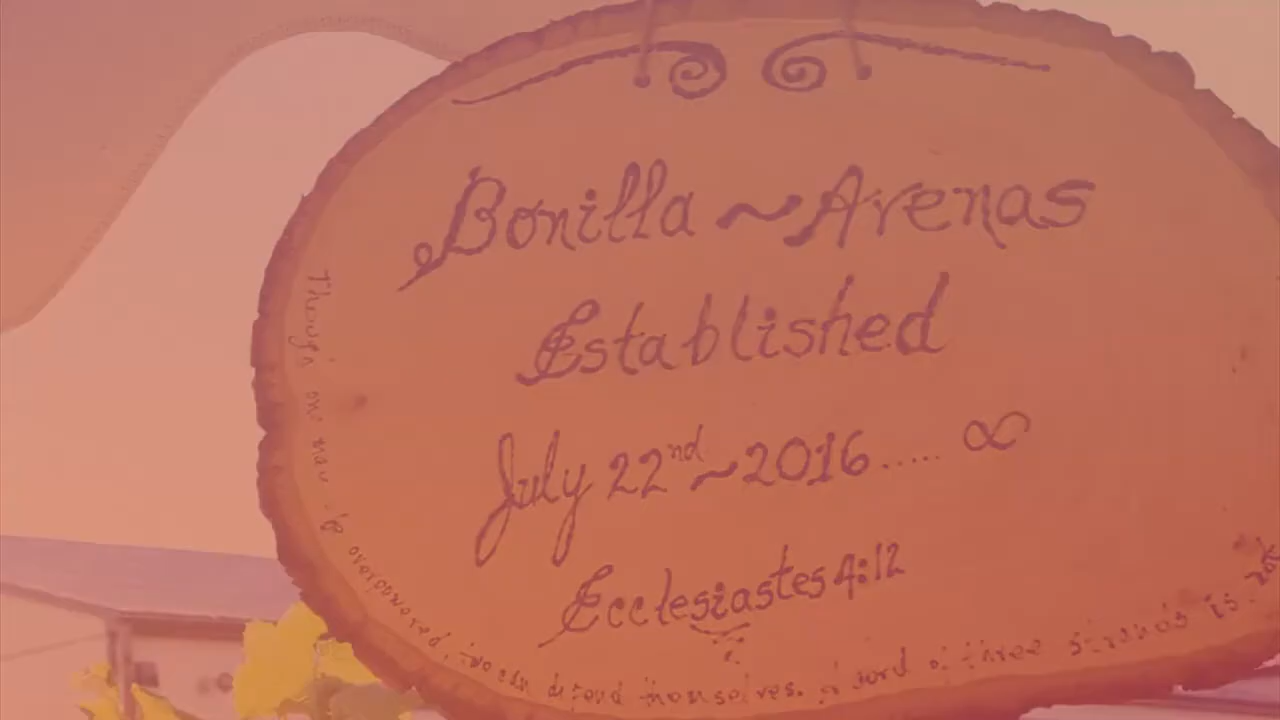 Bonilla ~ Arenas
Established
July 22nd ~ 2016..... ∞
Ecclesiastes 4:12
Though one may be overpowered, two can defend themselves. A cord of three strands is